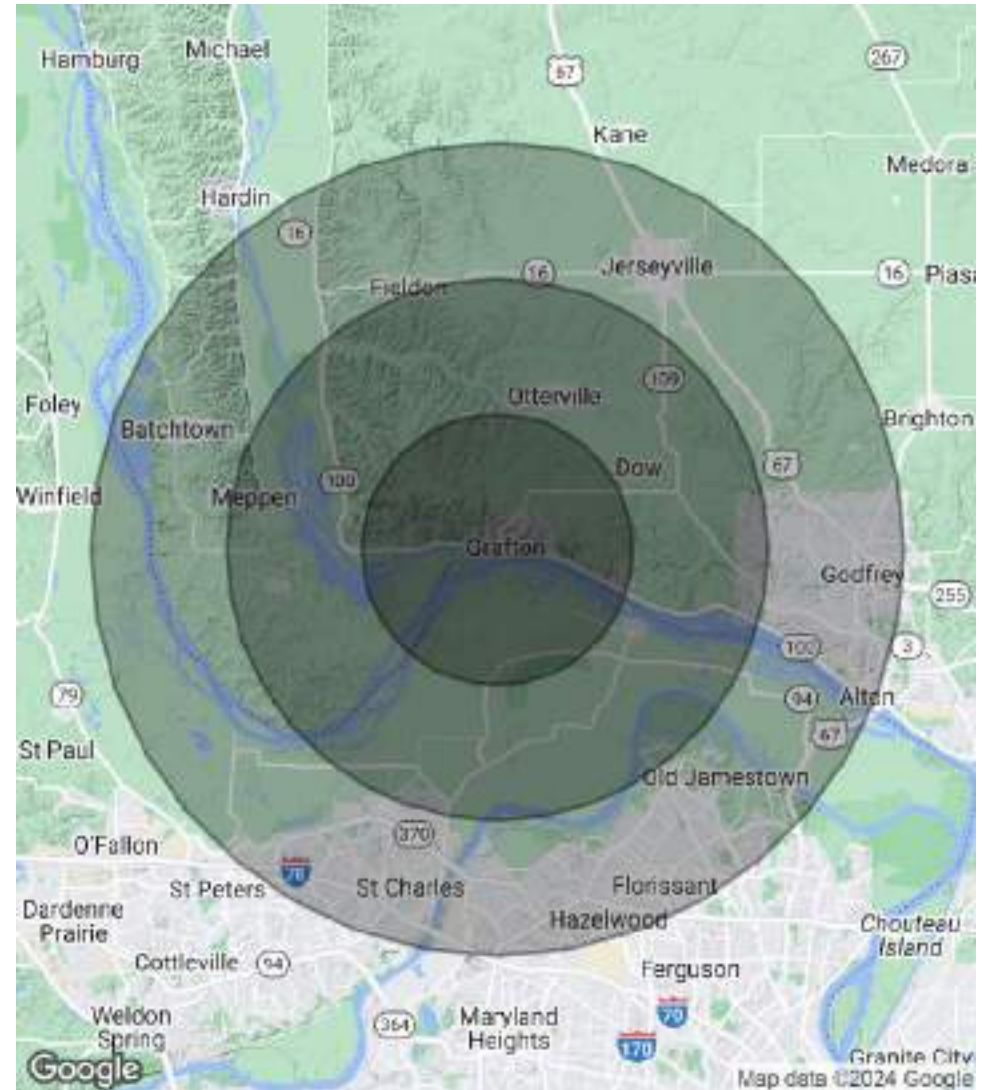 Hamburg
Michael
67
267
Kane
Medora
Hardin
16
Fieldon
16
Jerseyville
16
Piasa
109
Otterville
Foley
Batchtown
Brighton
Dow
67
100
Winfield
Meppen
Grafton
Godfrey
255
100
3
79
94
Alton
67
St Paul
Old Jamestown
370
O'Fallon
St Peters
St Charles
Florissant
Dardenne
Prairie
Hazelwood
Chouteau
Island
Cottleville
94
Ferguson
Weldon
Spring
364
Maryland
Heights
70
170
Granite City
Google
Map data ©2024 Google